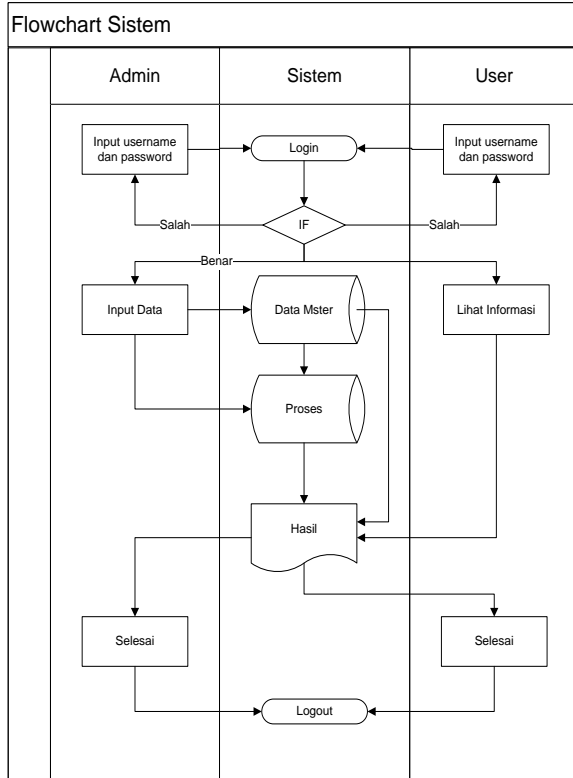 Flowchart Sistem
Admin
Sistem
User
Input username
dan password
Login
Input username
dan password
Salah
IF
Salah
Benar
Input Data
Data Mster
Lihat Informasi
Proses
Hasil
Selesai
Selesai
Logout